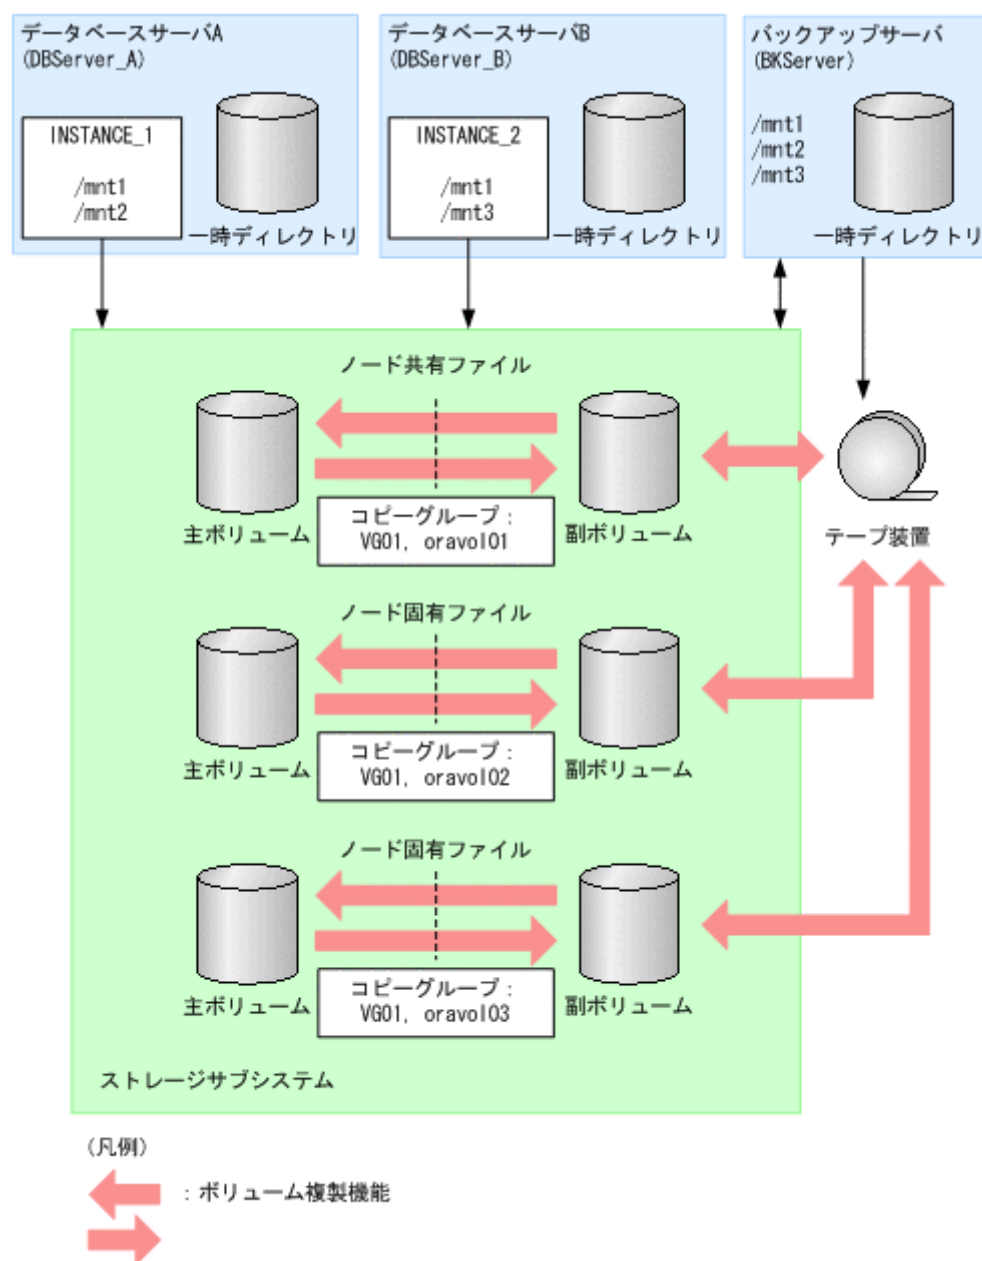 データベースサーバA
(DBServer_A)
INSTANCE_1
/mnt1
/mnt2
一時ディレクトリ
データベースサーバB
(DBServer_B)
INSTANCE_2
/mnt1
/mnt3
一時ディレクトリ
バックアップサーバ
(BKServer)
/mnt1
/mnt2
/mnt3
一時ディレクトリ
ノード共有ファイル
主ボリューム
コピーグループ：
VG01, oravol01
副ボリューム
テープ装置
ノード固有ファイル
主ボリューム
コピーグループ：
VG01, oravol02
副ボリューム
ノード固有ファイル
主ボリューム
コピーグループ：
VG01, oravol03
副ボリューム
ストレージサブシステム
(凡例)
：ボリューム複製機能